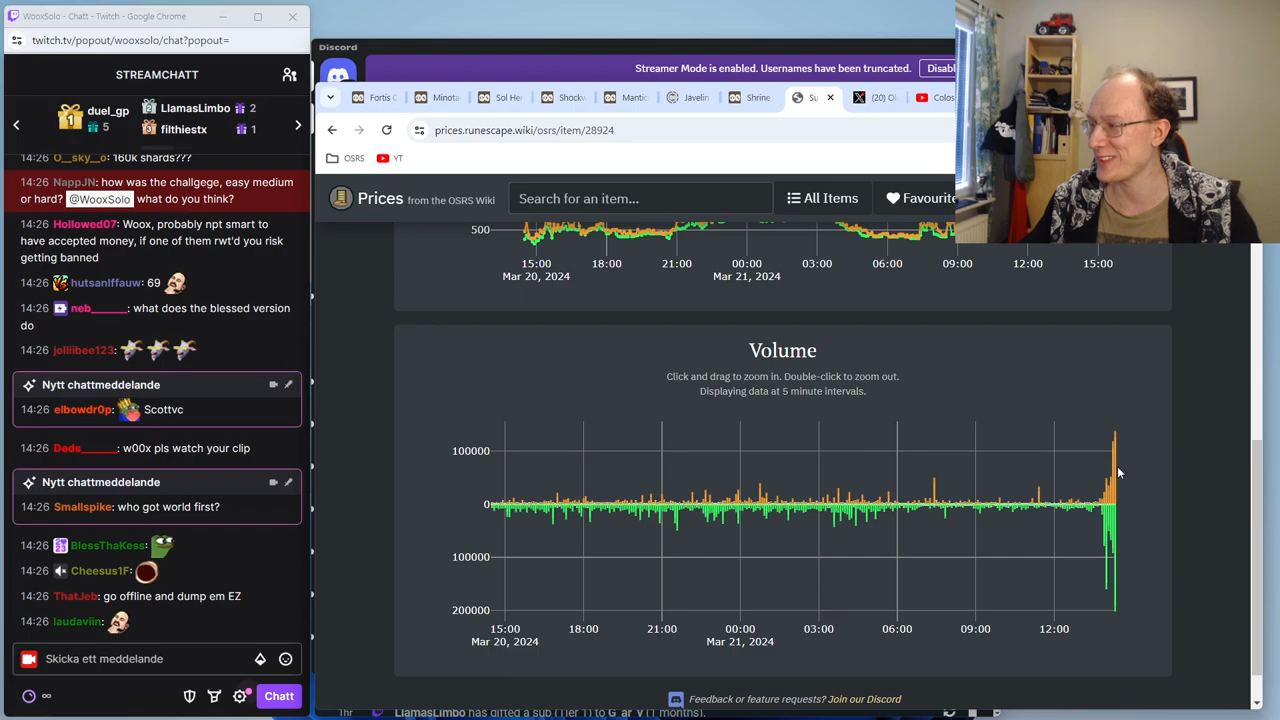 WooxSolo - Chatt - Twitch - Google Chrome
twitch.tv/popout/wooxsolo/chat?popout=
STREAMCHATT
duel_gp
5
LlamasLimbo 2
filthiestx 1
14:26 O__sky__o: 160k shards???
14:26 NappJN: how was the challgege, easy medium
or hard? @WooxSolo what do you think?
14:26 Hollowed07: Woox, probably npt smart to
have accepted money, if one of them rwt'd you risk
getting banned
14:26 hutsanlffauw: 69
14:26 neb______: what does the blessed version
do
14:26 jolliibee123:
Nytt chattmeddelande
14:26 elbowdr0p: Scottvc
14:26 Deds______: w00x pls watch your clip
Nytt chattmeddelande
14:26 Smallspike: who got world first?
14:26 BlessThaKess:
14:26 Cheesus1F:
14:26 ThatJeb: go offline and dump em EZ
14:26 laudaviin:
Skicka ett meddelande
Chatt
Discord
Streamer Mode is enabled. Usernames have been truncated.
Disabl
Fortis C
Minota
Sol He
Shockw
Mantic
Javelin
Shrine
Su
(20) Ol
Colos
prices.runescape.wiki/osrs/item/28924
OSRS
YT
Prices from the OSRS Wiki
Search for an item...
All Items
Favourite
500
15:00 18:00 21:00 00:00 03:00 06:00 09:00 12:00 15:00
Mar 20, 2024 Mar 21, 2024
Volume
Click and drag to zoom in. Double-click to zoom out.
Displaying data at 5 minute intervals.
100000
0
100000
200000
15:00 18:00 21:00 00:00 03:00 06:00 09:00 12:00
Mar 20, 2024 Mar 21, 2024
Feedback or feature requests? Join our Discord
LlamasLimbo has gifted a sub (Tier 1) to G_ar_v (1 months).